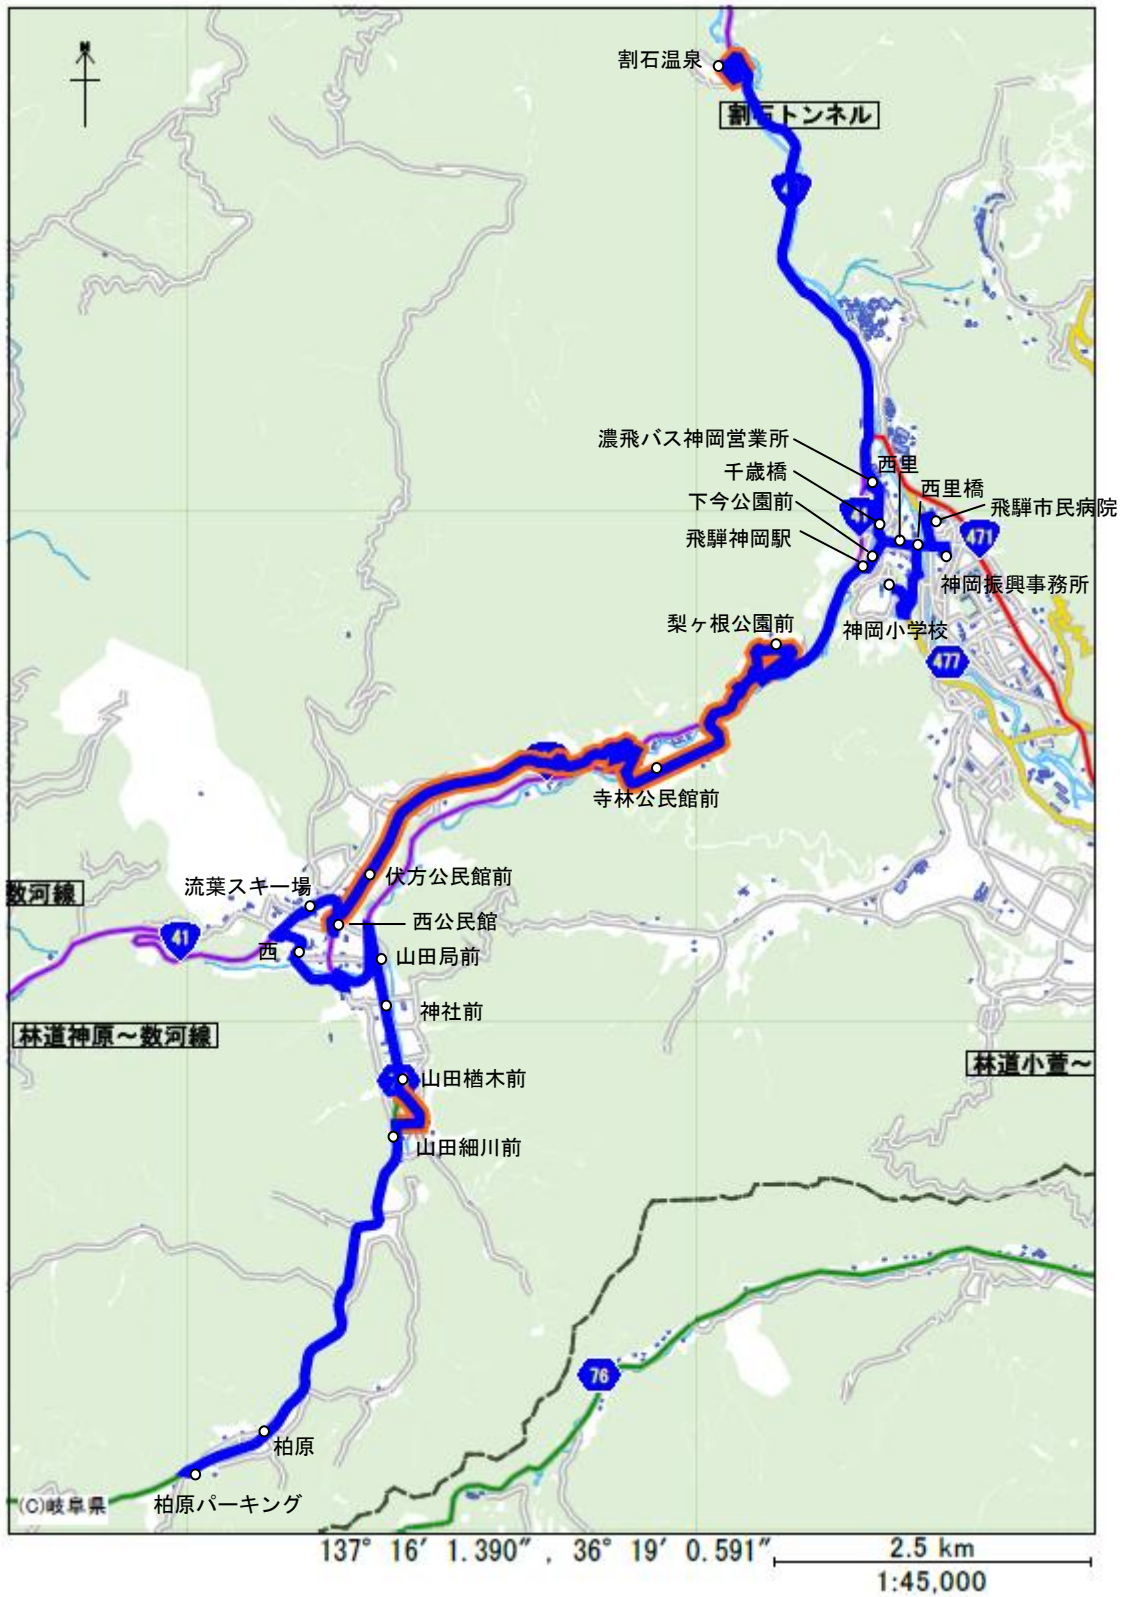 N
割石温泉
割石トンネル
濃飛バス神岡営業所
西里
千歳橋
西里橋
下今公園前
飛騨市民病院
41
飛騨神岡駅
471
神岡振興事務所
梨ヶ根公園前
神岡小学校
477
寺林公民館前
流葉スキー場
伏方公民館前
数河線
西公民館
41
西
山田局前
神社前
林道神原～数河線
林道小萱～
山田楢木前
山田細川前
76
柏原
柏原パーキング
(C)岐阜県
137° 16′ 1.390″ , 36° 19′ 0.591″
2.5 km
1:45,000